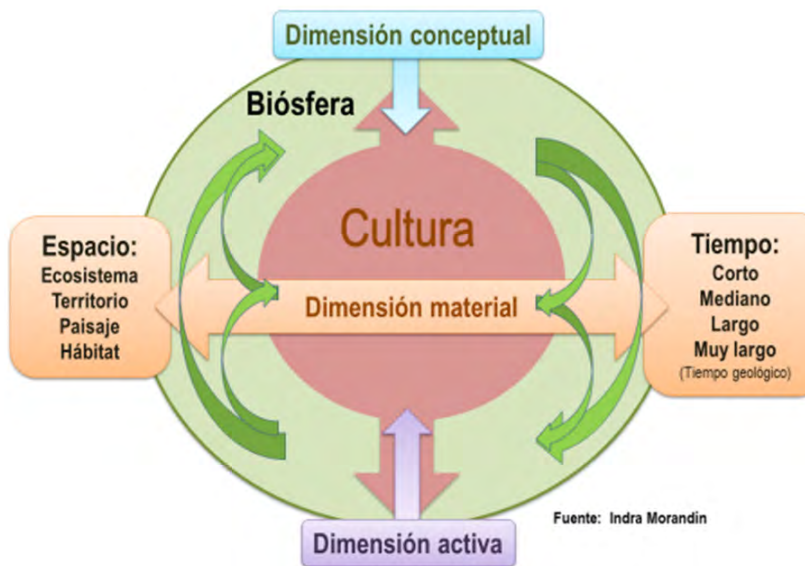 Dimensión conceptual
Biósfera
Cultura
Espacio:
Ecosistema
Territorio
Paisaje
Hábitat
Dimensión material
Tiempo:
Corto
Mediano
Largo
Muy largo
(Tiempo geológico)
Fuente: Indra Morandín
Dimensión activa